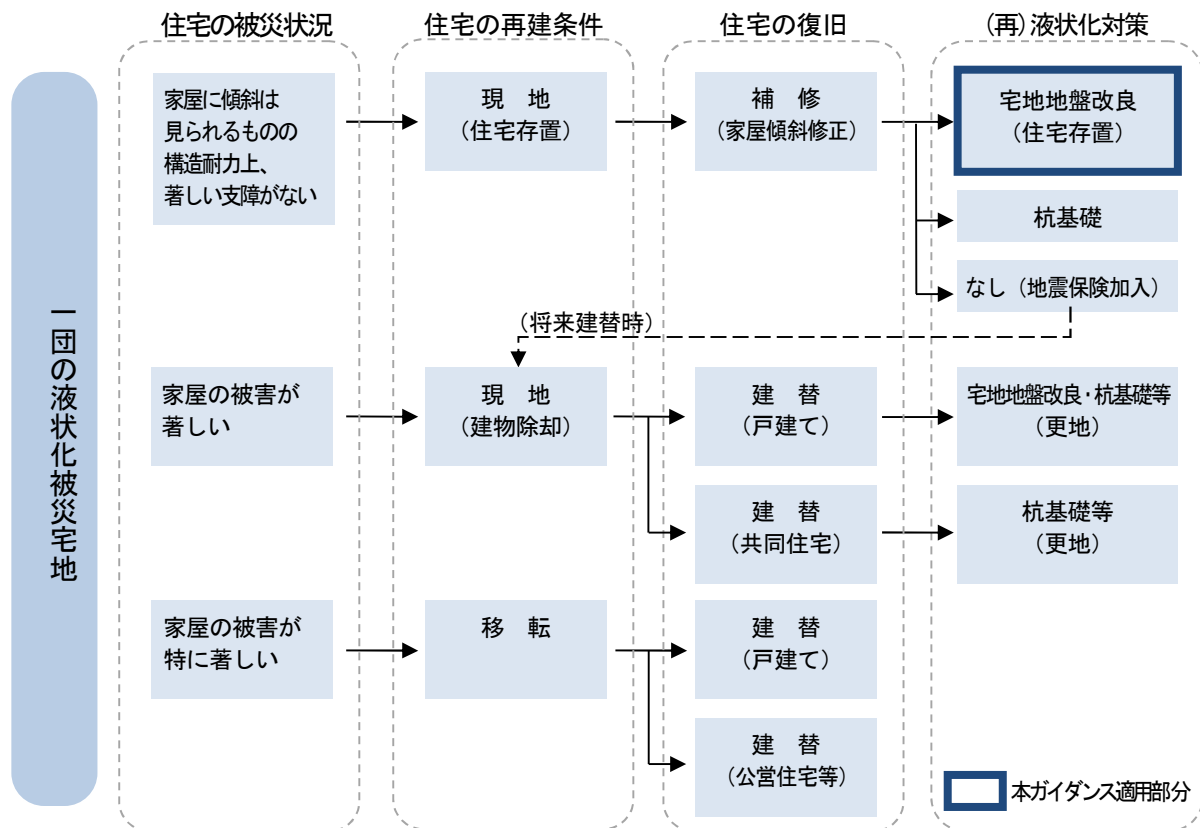 住宅の被災状況
住宅の再建条件
住宅の復旧
(再)液状化対策
一団の液状化被災宅地
家屋に傾斜は
見られるものの
構造耐力上、
著しい支障がない
現　地
(住宅存置)
補　修
(家屋傾斜修正)
宅地地盤改良
(住宅存置)
杭基礎
なし（地震保険加入）
(将来建替時)
家屋の被害が
著しい
現　地
(建物除却)
建　替
(戸建て)
宅地地盤改良・杭基礎等
(更地)
建　替
(共同住宅)
杭基礎等
(更地)
家屋の被害が
特に著しい
移　転
建　替
(戸建て)
建　替
(公営住宅等)
本ガイダンス適用部分